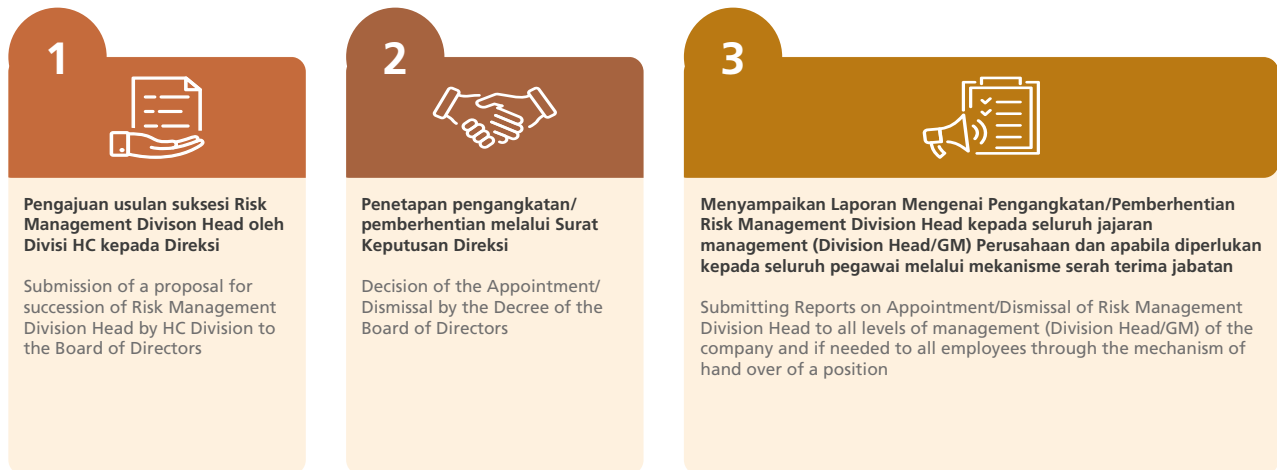 1
Pengajuan usulan suksesi Risk
Management Divison Head oleh
Divisi HC kepada Direksi
Submission of a proposal for
succession of Risk Management
Division Head by HC Division to
the Board of Directors
2
Penetapan pengangkatan/
pemberhentian melalui Surat
Keputusan Direksi
Decision of the Appointment/
Dismissal by the Decree of the
Board of Directors
3
Menyampaikan Laporan Mengenai Pengangkatan/Pemberhentian
Risk Management Division Head kepada seluruh jajaran
management (Division Head/GM) Perusahaan dan apabila diperlukan
kepada seluruh pegawai melalui mekanisme serah terima jabatan
Submitting Reports on Appointment/Dismissal of Risk Management
Division Head to all levels of management (Division Head/GM) of the
company and if needed to all employees through the mechanism of
hand over of a position